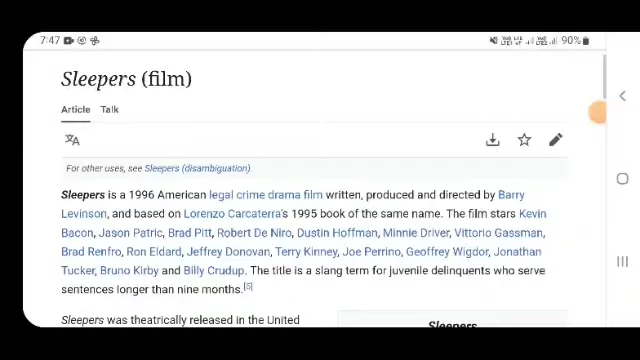 7:47 90%
Sleepers (film)
Article Talk
For other uses, see Sleepers (disambiguation).
Sleepers is a 1996 American legal crime drama film written, produced and directed by Barry
Levinson, and based on Lorenzo Carcaterra's 1995 book of the same name. The film stars Kevin
Bacon, Jason Patric, Brad Pitt, Robert De Niro, Dustin Hoffman, Minnie Driver, Vittorio Gassman,
Brad Renfro, Ron Eldard, Jeffrey Donovan, Terry Kinney, Joe Perrino, Geoffrey Wigdor, Jonathan
Tucker, Bruno Kirby and Billy Crudup. The title is a slang term for juvenile delinquents who serve
sentences longer than nine months.[5]
Sleepers was theatrically released in the United
Sleepers